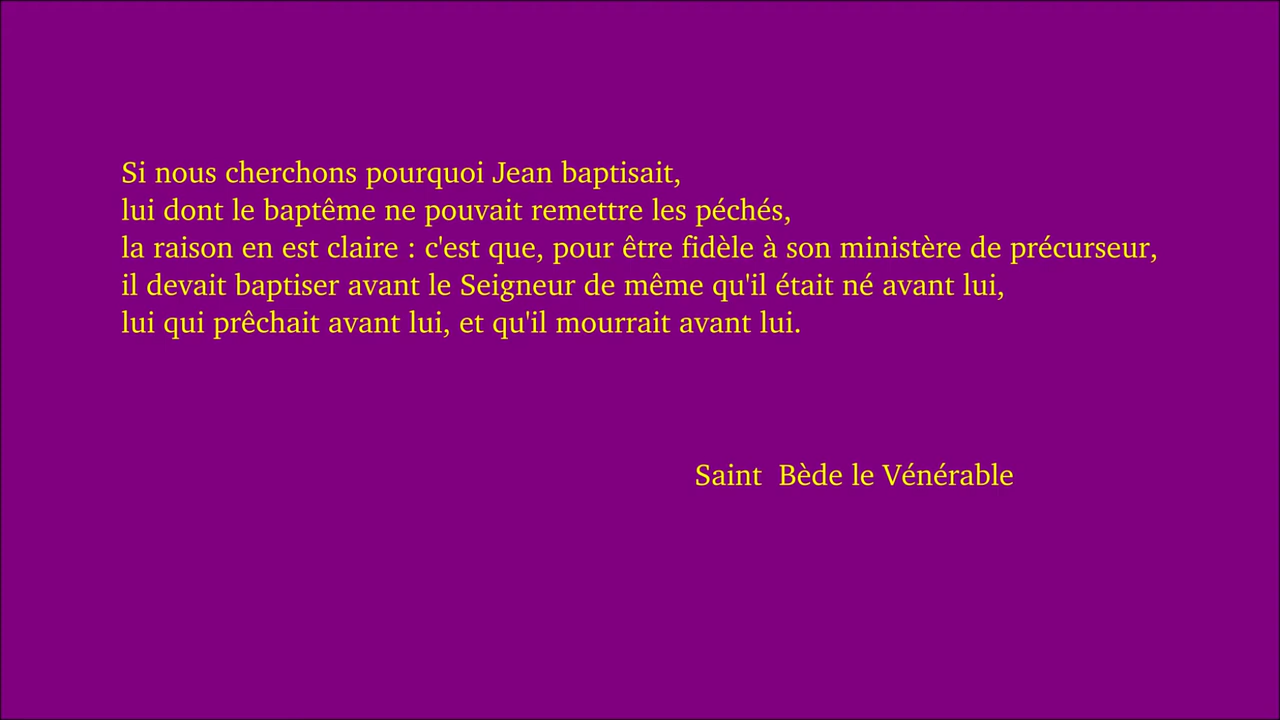 Si nous cherchons pourquoi Jean baptisait,
lui dont le baptême ne pouvait remettre les péchés,
la raison en est claire : c'est que, pour être fidèle à son ministère de précurseur,
il devait baptiser avant le Seigneur de même qu'il était né avant lui,
lui qui prêchait avant lui, et qu'il mourrait avant lui.
Saint  Bède le Vénérable